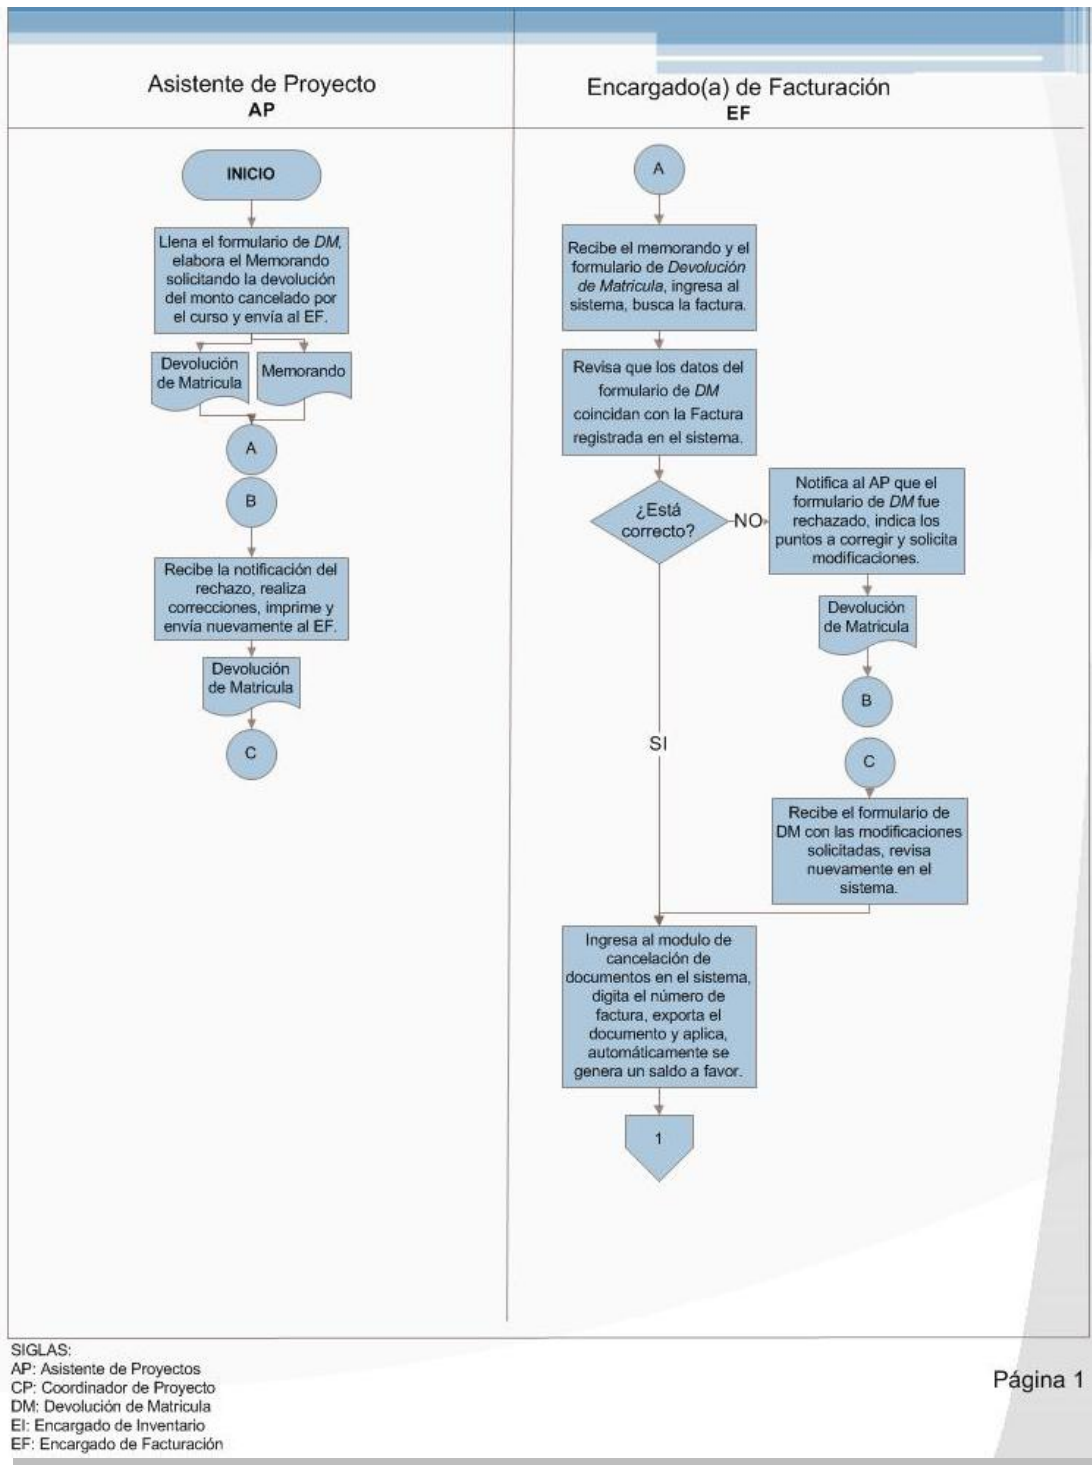 Asistente de Proyecto
AP
INICIO
Llena el formulario de DM,
elabora el Memorando
solicitando la devolución
del monto cancelado por
el curso y envía al EF.
Devolución
de Matricula
Memorando
A
B
Recibe la notificación del
rechazo, realiza
correcciones, imprime y
envía nuevamente al EF.
Devolución
de Matricula
C
Encargado(a) de Facturación
EF
A
Recibe el memorando y el
formulario de Devolución
de Matricula, ingresa al
sistema, busca la factura.
Revisa que los datos del
formulario de DM
coincidan con la Factura
registrada en el sistema.
¿Está
correcto?
NO
Notifica al AP que el
formulario de DM fue
rechazado, indica los
puntos a corregir y solicita
modificaciones.
Devolución
de Matricula
B
SI
C
Recibe el formulario de
DM con las modificaciones
solicitadas, revisa
nuevamente en el
sistema.
Ingresa al modulo de
cancelación de
documentos en el sistema,
digita el número de
factura, exporta el
documento y aplica,
automáticamente se
genera un saldo a favor.
1
SIGLAS:
AP: Asistente de Proyectos
CP: Coordinador de Proyecto
DM: Devolución de Matricula
EI: Encargado de Inventario
EF: Encargado de Facturación
Página 1